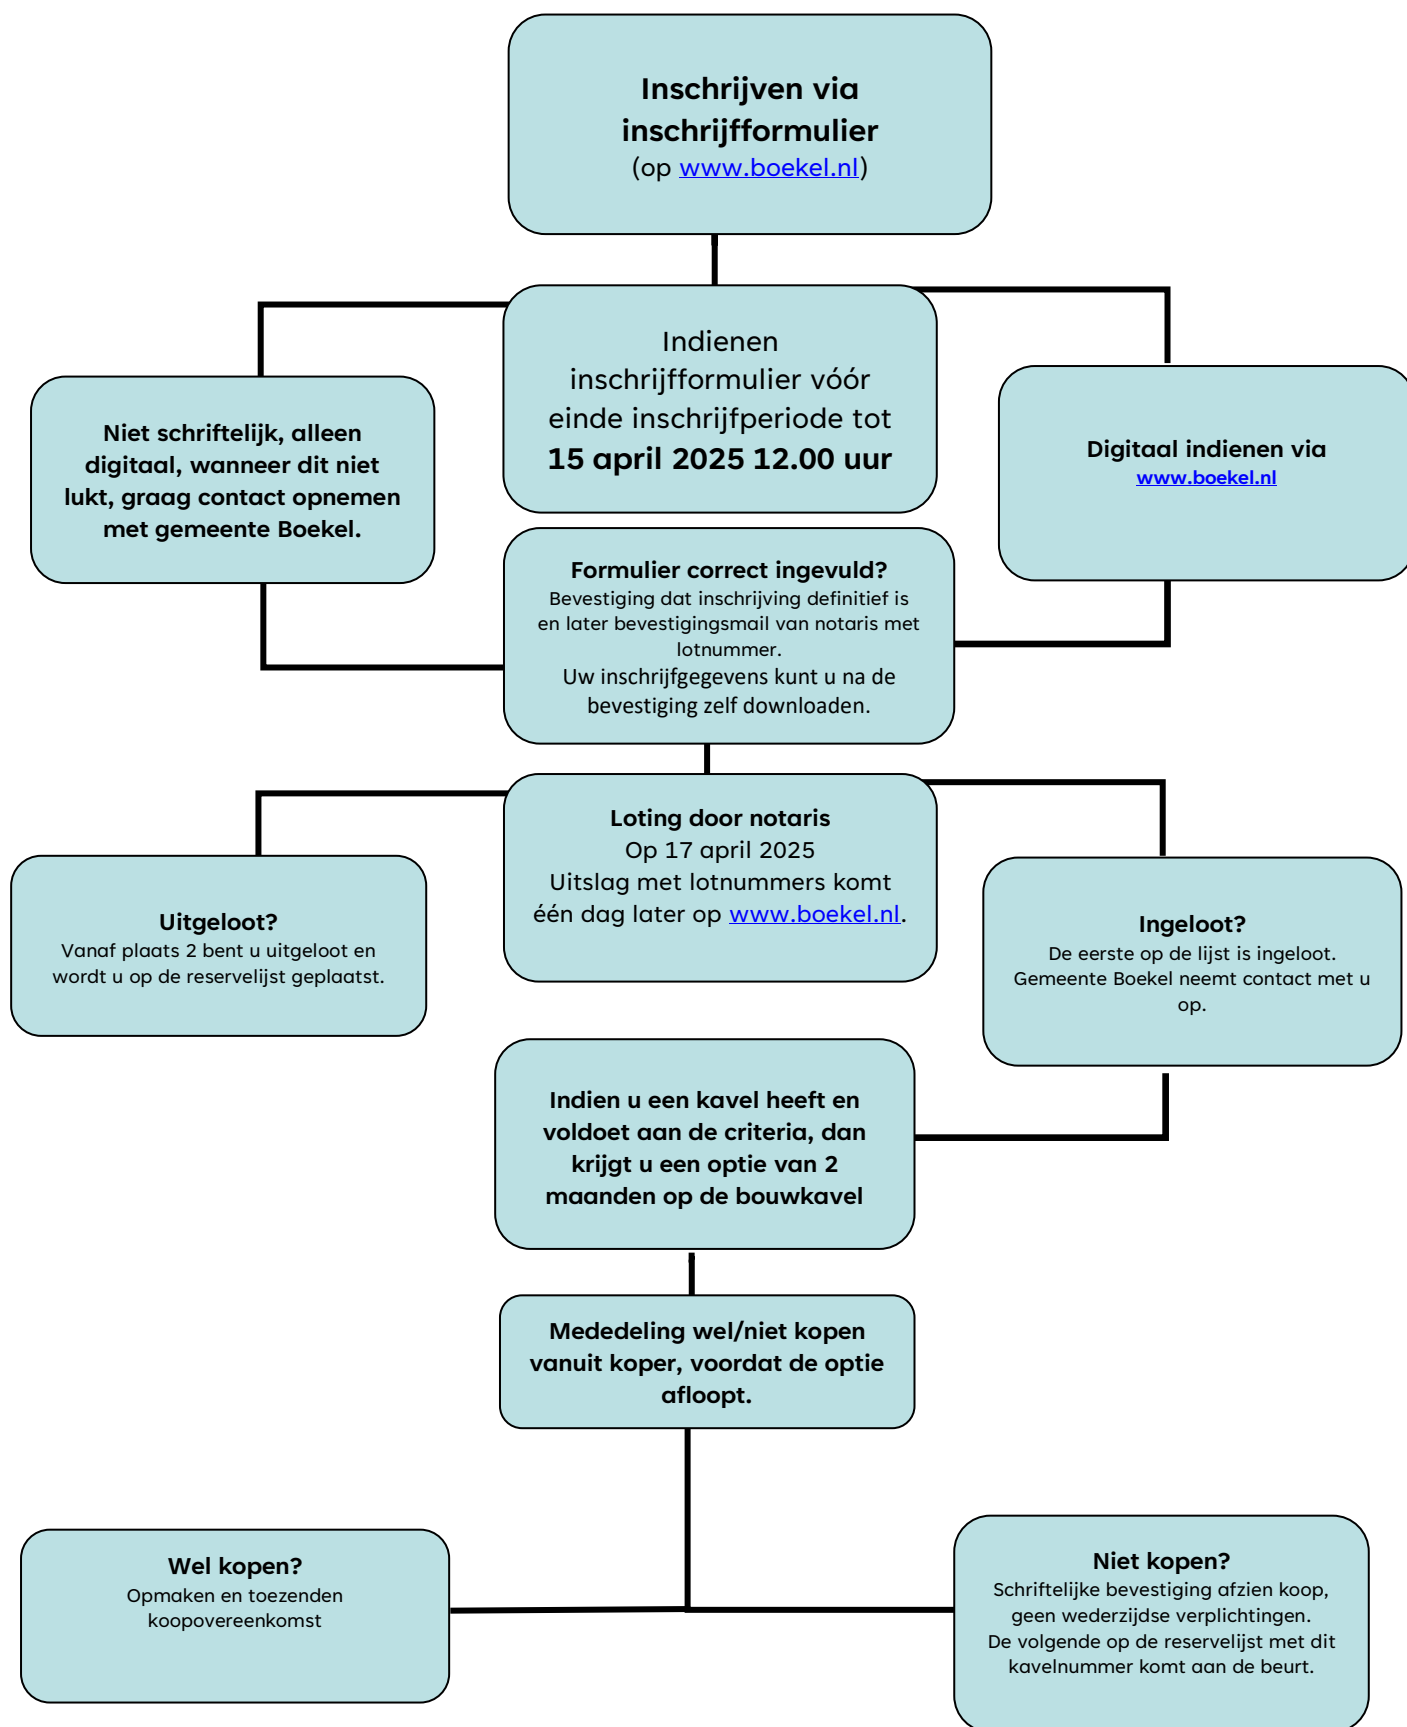 Inschrijven via
inschrijfformulier
(op www.boekel.nl)
Indienen
inschrijfformulier vóór
einde inschrijfperiode tot
15 april 2025 12.00 uur
Niet schriftelijk, alleen
digitaal, wanneer dit niet
lukt, graag contact opnemen
met gemeente Boekel.
Digitaal indienen via
www.boekel.nl
Formulier correct ingevuld?
Bevestiging dat inschrijving definitief is
en later bevestigingsmail van notaris met
lotnummer.
Uw inschrijfgegevens kunt u na de
bevestiging zelf downloaden.
Loting door notaris
Op 17 april 2025
Uitslag met lotnummers komt
één dag later op www.boekel.nl.
Uitgeloot?
Vanaf plaats 2 bent u uitgeloot en
wordt u op de reservelijst geplaatst.
Ingeloot?
De eerste op de lijst is ingeloot.
Gemeente Boekel neemt contact met u
op.
Indien u een kavel heeft en
voldoet aan de criteria, dan
krijgt u een optie van 2
maanden op de bouwkavel
Mededeling wel/niet kopen
vanuit koper, voordat de optie
afloopt.
Wel kopen?
Opmaken en toezenden
koopovereenkomst
Niet kopen?
Schriftelijke bevestiging afzien koop,
geen wederzijdse verplichtingen.
De volgende op de reservelijst met dit
kavelnummer komt aan de beurt.